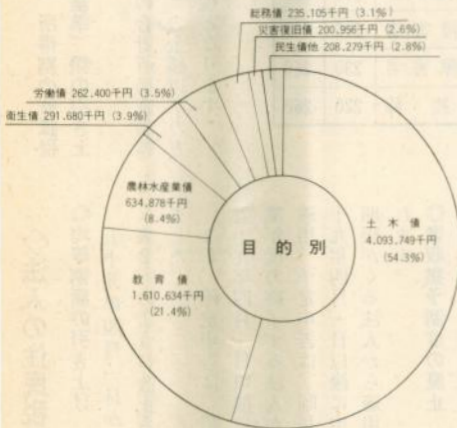 総務債 235,105千円 (3.1%)
災害復旧債 200,956千円 (2.6%)
民生債他 208,279千円 (2.8%)
労働債 262,400千円 (3.5%)
衛生債 291,680千円 (3.9%)
農林水産業債
634,878千円
(8.4%)
教育債
1,610,634千円
(21.4%)
目的別
土木債
4,093,749千円
(54.3%)